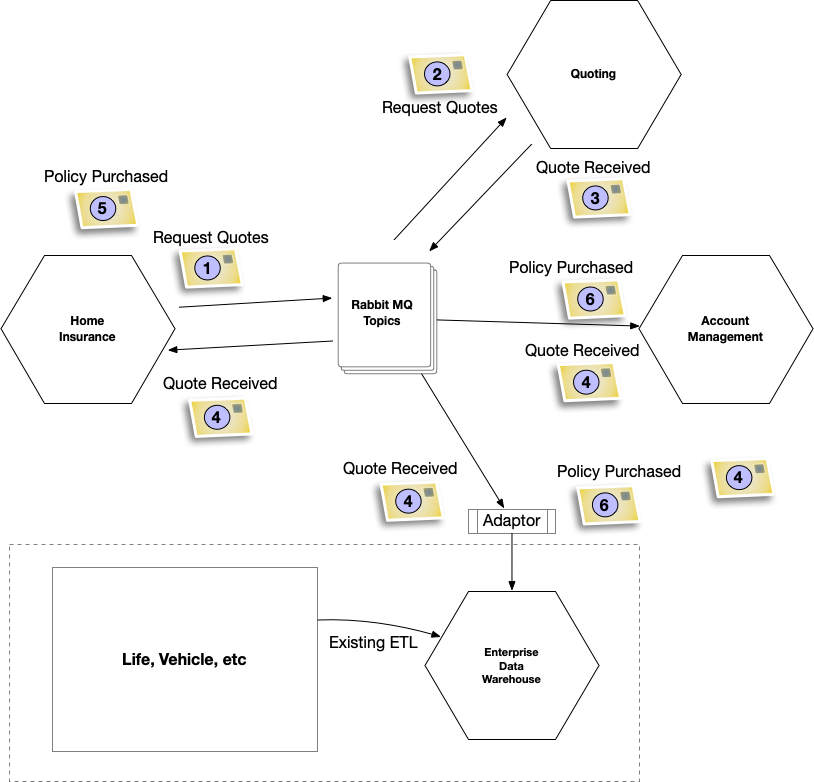 2
Quoting
Request Quotes
Quote Received
3
Policy Purchased
5
Request Quotes
1
Home
Insurance
Rabbit MQ
Topics
Policy Purchased
6
Account
Management
Quote Received
4
Quote Received
4
Quote Received
4
Policy Purchased
6
4
Adaptor
Life, Vehicle, etc
Existing ETL
Enterprise
Data
Warehouse